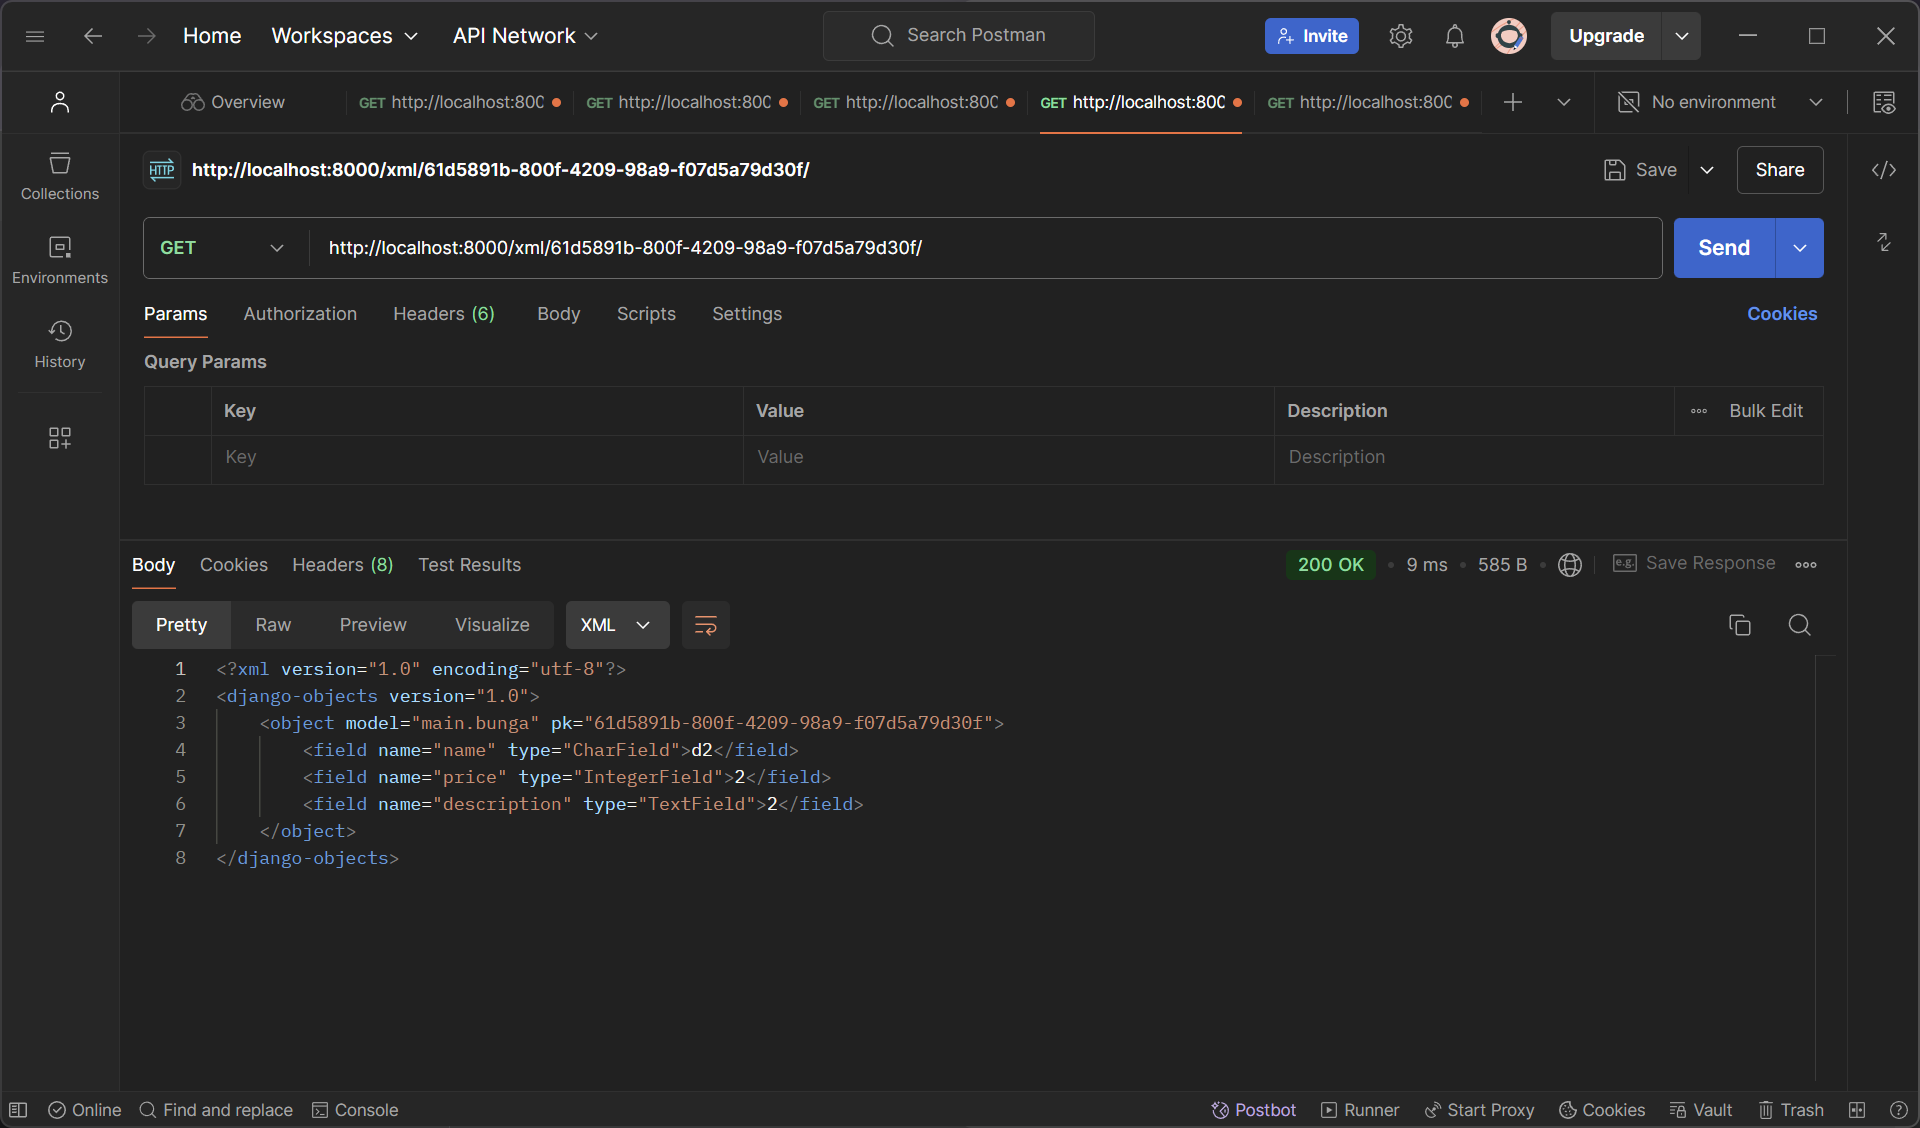 Home Workspaces API Network Search Postman Invite Upgrade
Overview GET http://localhost:800 GET http://localhost:800 GET http://localhost:800 GET http://localhost:800 GET http://localhost:800 No environment
Collections
Environments
History
HTTP http://localhost:8000/xml/61d5891b-800f-4209-98a9-f07d5a79d30f/ Save Share
GET http://localhost:8000/xml/61d5891b-800f-4209-98a9-f07d5a79d30f/ Send
Params Authorization Headers (6) Body Scripts Settings Cookies
Query Params
Key Value Description Bulk Edit
Key Value Description
Body Cookies Headers (8) Test Results 200 OK • 9 ms • 585 B • e.g. Save Response
Pretty Raw Preview Visualize XML
1 <?xml version="1.0" encoding="utf-8"?>
2 <django-objects version="1.0">
3 <object model="main.bunga" pk="61d5891b-800f-4209-98a9-f07d5a79d30f">
4 <field name="name" type="CharField">d2</field>
5 <field name="price" type="IntegerField">2</field>
6 <field name="description" type="TextField">2</field>
7 </object>
8 </django-objects>
Online Find and replace Console Postbot Runner Start Proxy Cookies Vault Trash